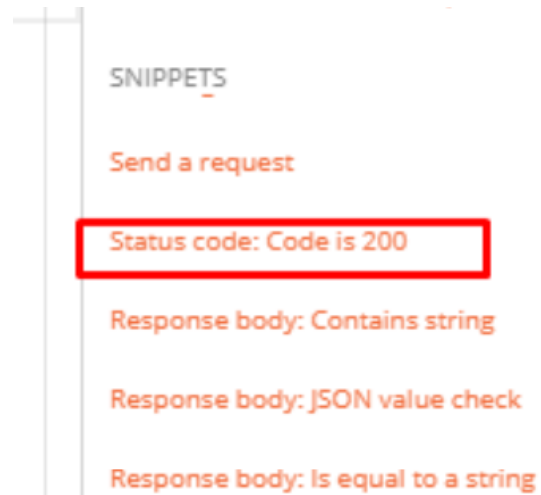 SNIPPETS
Send a request
Status code: Code is 200
Response body: Contains string
Response body: JSON value check
Response body: Is equal to a string